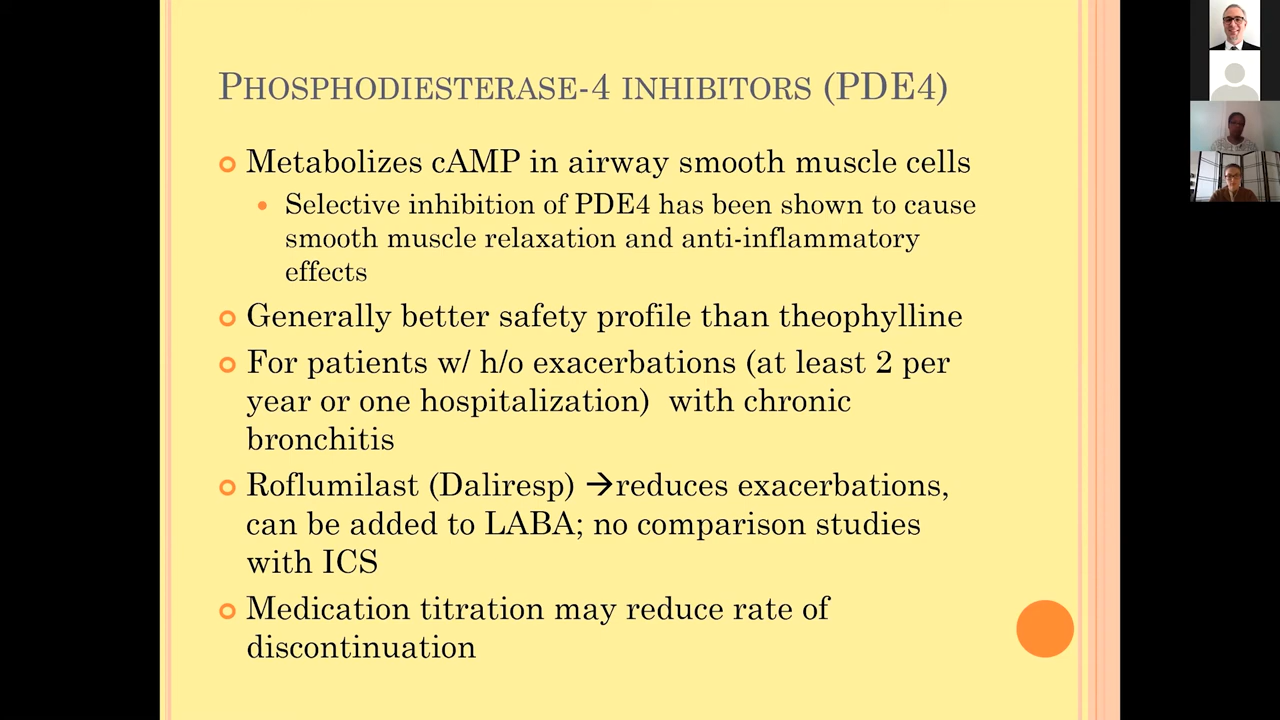 PHOSPHODIESTERASE-4 INHIBITORS (PDE4)
Metabolizes cAMP in airway smooth muscle cells
Selective inhibition of PDE4 has been shown to cause
smooth muscle relaxation and anti-inflammatory
effects
Generally better safety profile than theophylline
For patients w/ h/o exacerbations (at least 2 per
year or one hospitalization) with chronic
bronchitis
Roflumilast (Daliresp) →reduces exacerbations,
can be added to LABA; no comparison studies
with ICS
Medication titration may reduce rate of
discontinuation